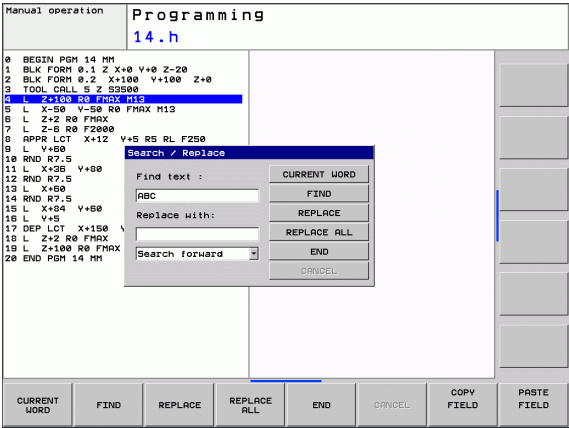 Manual operation
Programming
14.h
0 BEGIN PGM 14 MM
1 BLK FORM 0.1 Z X+0 Y+0 Z-20
2 BLK FORM 0.2 X+100 Y+100 Z+0
3 TOOL CALL 5 Z S3500
4 L Z+100 R0 FMAX M13
5 L X-50 Y-50 R0 FMAX M13
6 L Z+2 R0 FMAX
7 L Z-6 R0 F2000
8 APPR LCT X+12 Y+5 R5 RL F250
9 L Y+60
10 RND R7.5
11 L X+36 Y+80
12 RND R7.5
13 L X+60
14 RND R7.5
15 L X+84 Y+60
16 L Y+5
17 DEP LCT X+150
18 L Z+2 R0 FMAX
19 L Z+100 R0 FMAX
20 END PGM 14 MM
Search / Replace
Find text :
ABC
Replace with:
Search forward
CURRENT WORD
FIND
REPLACE
REPLACE ALL
END
CANCEL
CURRENT WORD
FIND
REPLACE
REPLACE ALL
END
CANCEL
COPY FIELD
PASTE FIELD